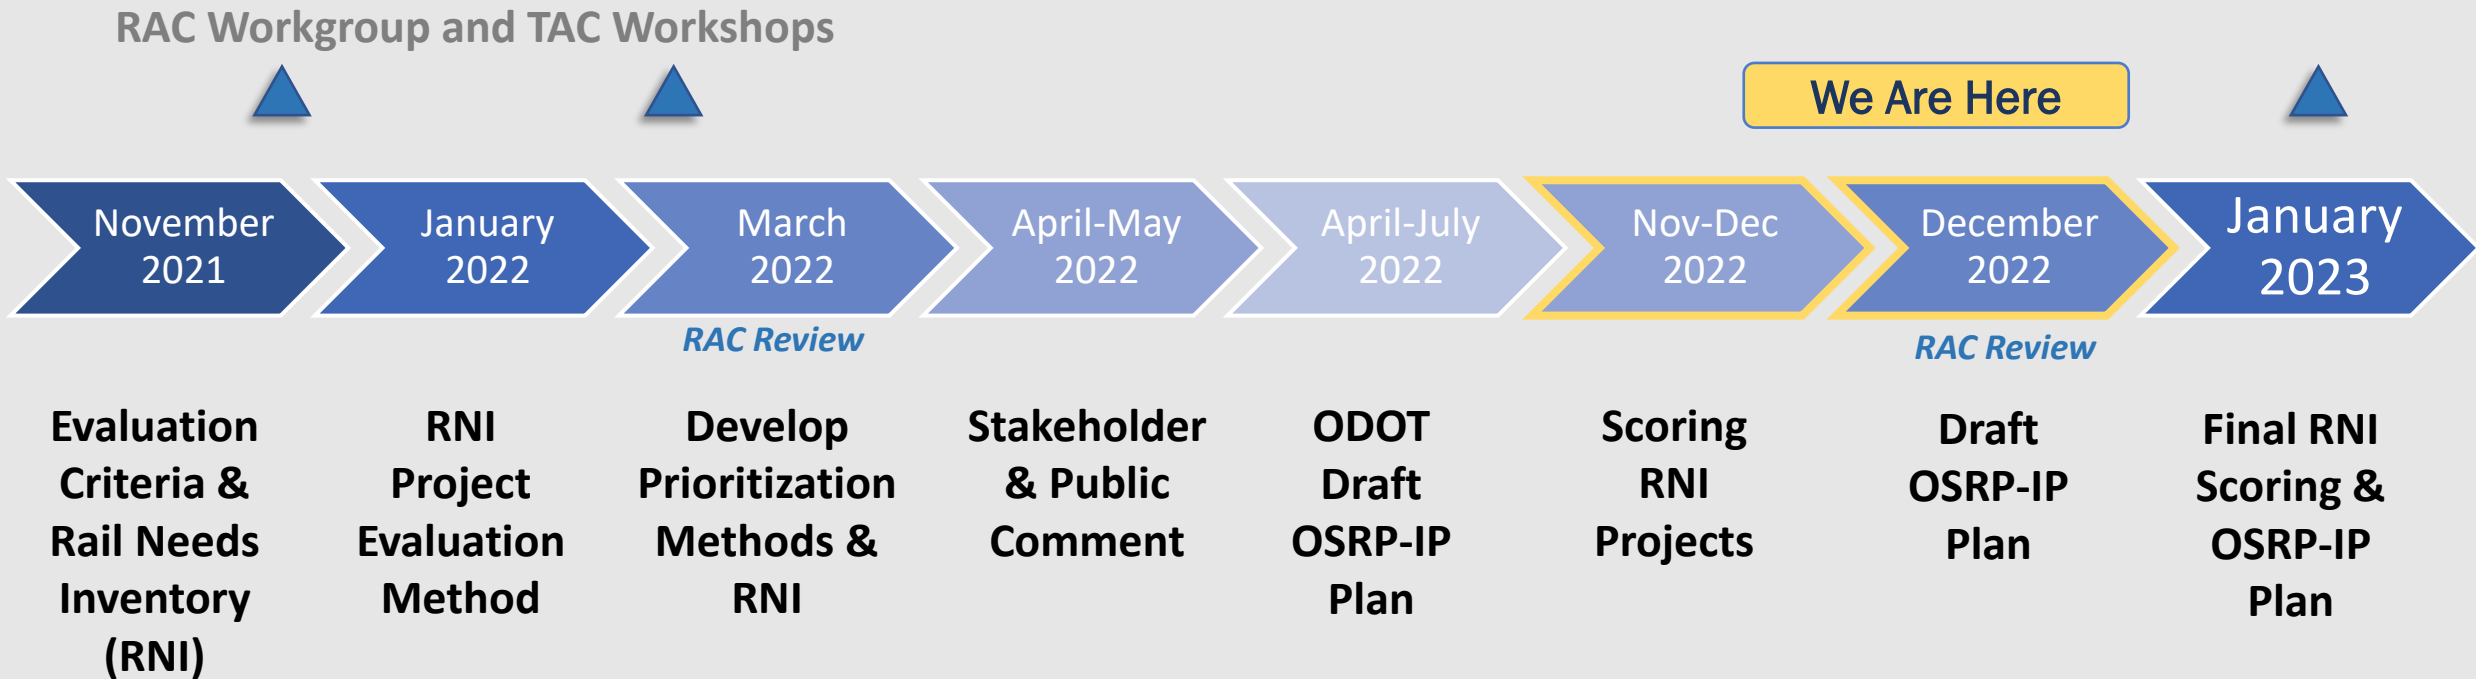 RAC Workgroup and TAC Workshops
We Are Here
November
2021
January
2022
March
2022
April-May
2022
April-July
2022
Nov-Dec
2022
December
2022
January
2023
RAC Review
RAC Review
Evaluation
Criteria &
Rail Needs
Inventory
(RNI)
RNI
Project
Evaluation
Method
Develop
Prioritization
Methods &
RNI
Stakeholder
& Public
Comment
ODOT
Draft
OSRP-IP
Plan
Scoring
RNI
Projects
Draft
OSRP-IP
Plan
Final RNI
Scoring &
OSRP-IP
Plan